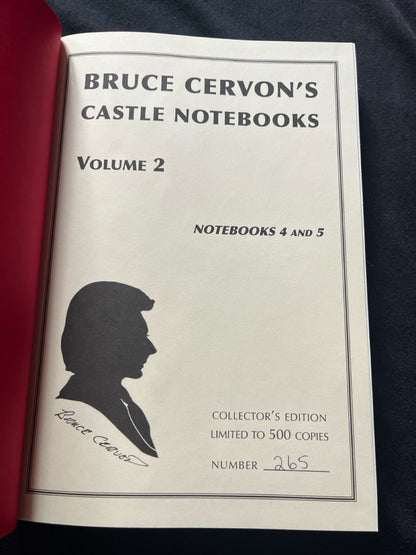 BRUCE CERVON'S
CASTLE NOTEBOOKS
VOLUME 2
NOTEBOOKS 4 AND 5
COLLECTOR'S EDITION
LIMITED TO 500 COPIES
BRUCE CERVON
NUMBER 265